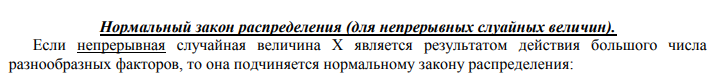 Нормальный закон распределения (для непрерывных слуайных величин).
Если непрерывная случайная величина X является результатом действия большого числа
разнообразных факторов, то она подчиняется нормальному закону распределения: